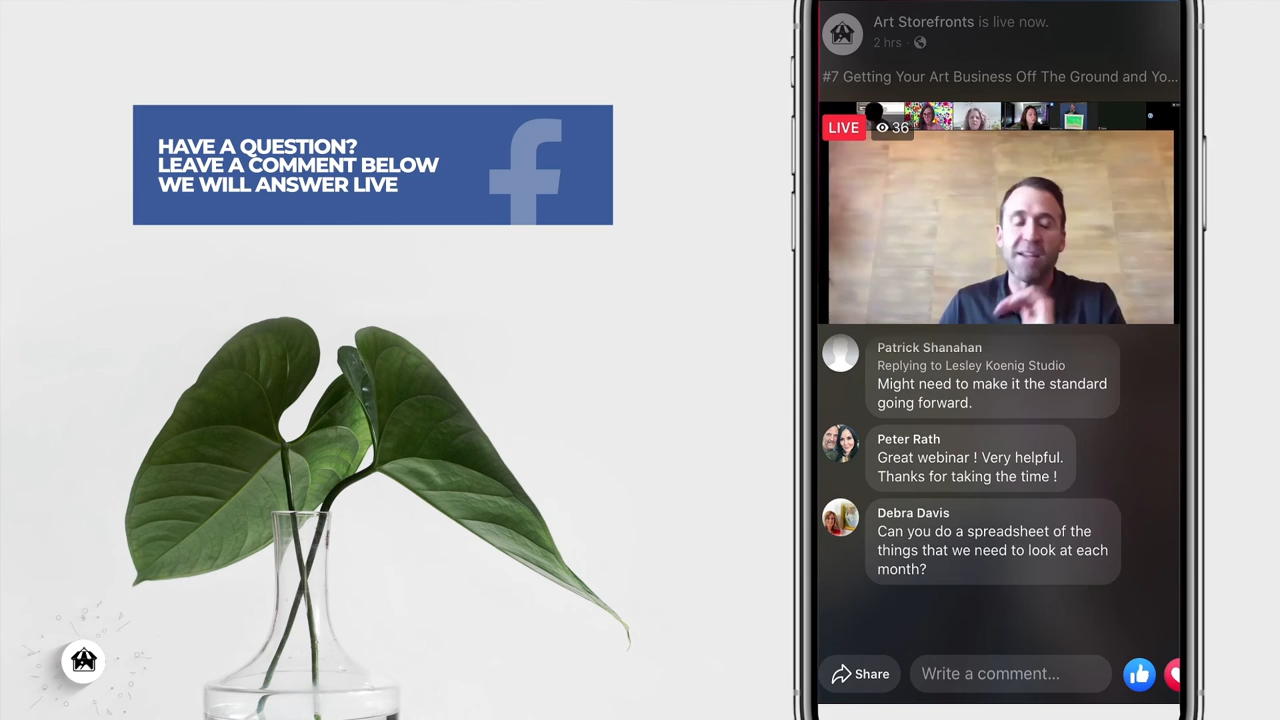 HAVE A QUESTION?
LEAVE A COMMENT BELOW
WE WILL ANSWER LIVE
Art Storefronts is live now.
2 hrs ·
#7 Getting Your Art Business Off The Ground and Yo...
LIVE
36
Patrick Shanahan
Replying to Lesley Koenig Studio
Might need to make it the standard
going forward.
Peter Rath
Great webinar ! Very helpful.
Thanks for taking the time !
Debra Davis
Can you do a spreadsheet of the
things that we need to look at each
month?
Share
Write a comment...